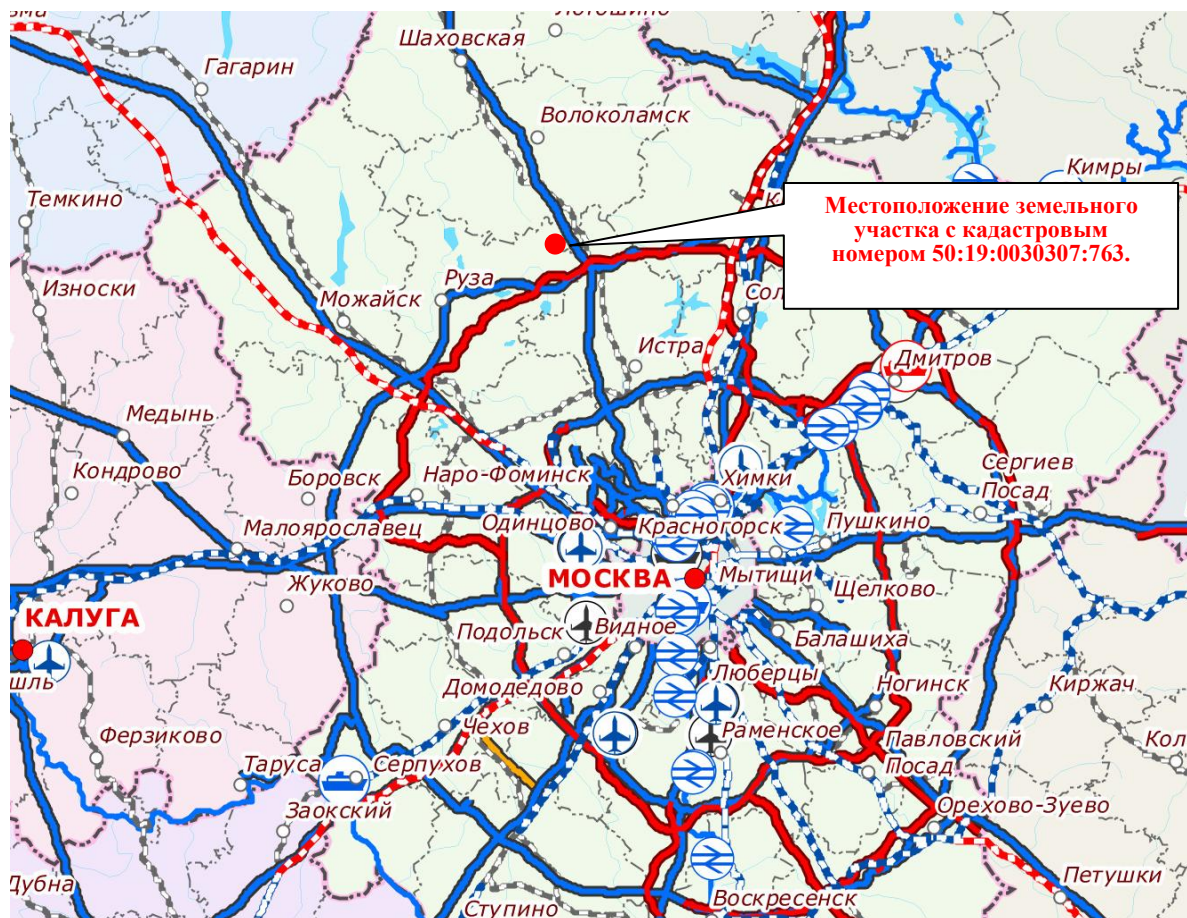 Лотошино
Шаховская
Гагарин
Волоколамск
Кимры
Темкино
Местоположение земельного
участка с кадастровым
номером 50:19:0030307:763.
Износки
Можайск
Руза
Истра
Дмитров
Медынь
Кондрово
Боровск
Наро-Фоминск
Химки
Сергиев
Посад
Малоярославец
Одинцово
Красногорск
Пушкино
Жуково
МОСКВА
Мытищи
Щелково
КАЛУГА
Подольск
Видное
Балашиха
Домодедово
Люберцы
Ногинск
Киржач
Ферзиково
Чехов
Раменское
Павловский
Посад
Таруса
Серпухов
Заокский
Орехово-Зуево
Дубна
Ступино
Воскресенск
Петушки